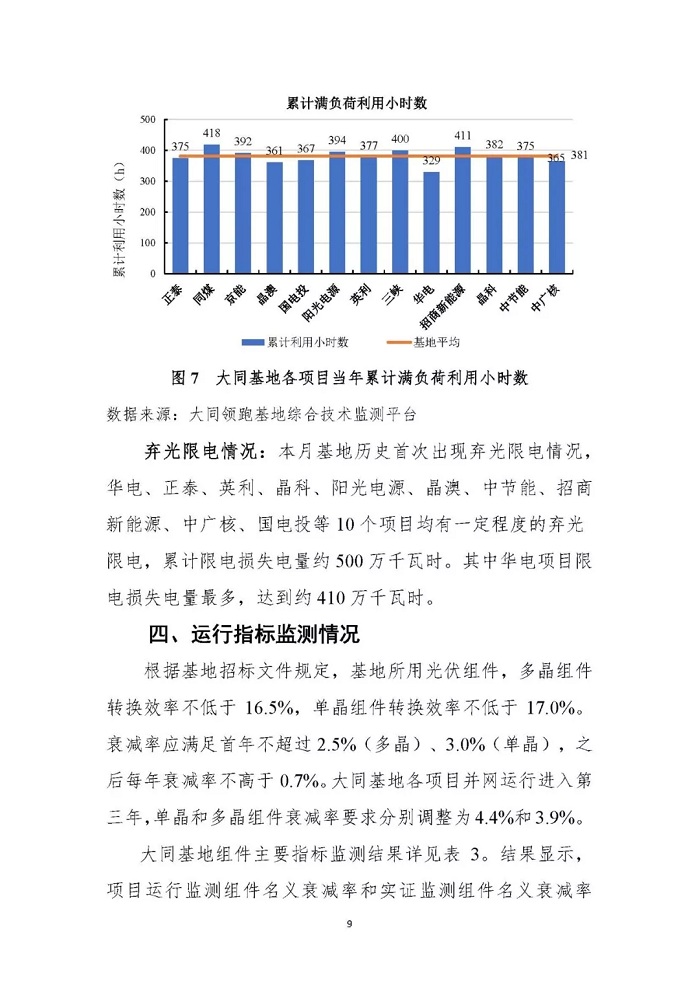 累计满负荷利用小时数
累计利用小时数（h）
500
400
300
200
100
0
375
418
392
361
367
394
377
400
329
411
382
375
365
381
正泰
同煤
京能
晶澳
国电投
阳光电源
英利
三峡
华电
招商新能源
晶科
中节能
中广核
累计利用小时数
基地平均
图 7 大同基地各项目当年累计满负荷利用小时数
数据来源：大同领跑基地综合技术监测平台
弃光限电情况：本月基地历史首次出现弃光限电情况，
华电、正泰、英利、晶科、阳光电源、晶澳、中节能、招商
新能源、中广核、国电投等 10 个项目均有一定程度的弃光
限电，累计限电损失电量约 500 万千瓦时。其中华电项目限
电损失电量最多，达到约 410 万千瓦时。
四、运行指标监测情况
根据基地招标文件规定，基地所用光伏组件，多晶组件
转换效率不低于 16.5%，单晶组件转换效率不低于 17.0%。
衰减率应满足首年不超过 2.5%（多晶）、3.0%（单晶），之
后每年衰减率不高于 0.7%。大同基地各项目并网运行进入第
三年，单晶和多晶组件衰减率要求分别调整为 4.4%和 3.9%。
大同基地组件主要指标监测结果详见表 3。结果显示，
项目运行监测组件名义衰减率和实证监测组件名义衰减率
9